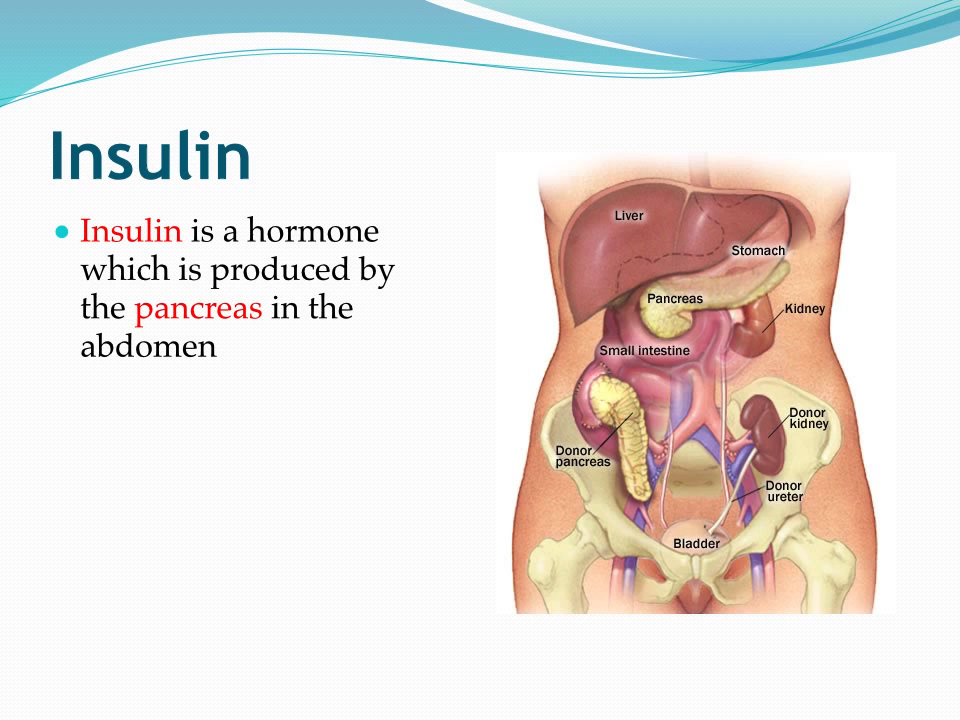 Insulin
• Insulin is a hormone
which is produced by
the pancreas in the
abdomen
Liver
Stomach
Pancreas
Kidney
Small intestine
Donor
kidney
Donor
pancreas
Donor
ureter
Bladder